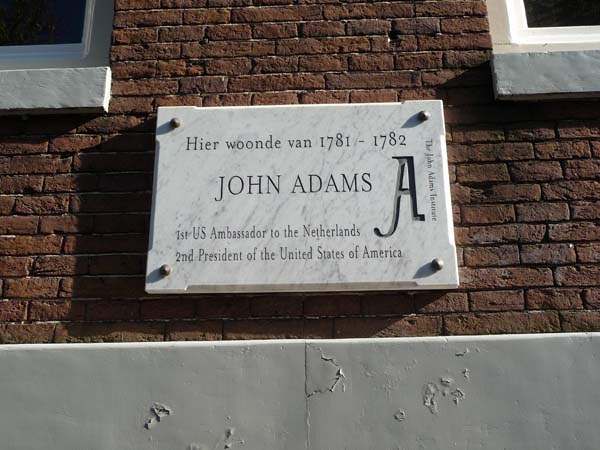 Hier woonde van 1781 - 1782
JOHN ADAMS
1st US Ambassador to the Netherlands
2nd President of the United States of America
A
The John Adams Institute